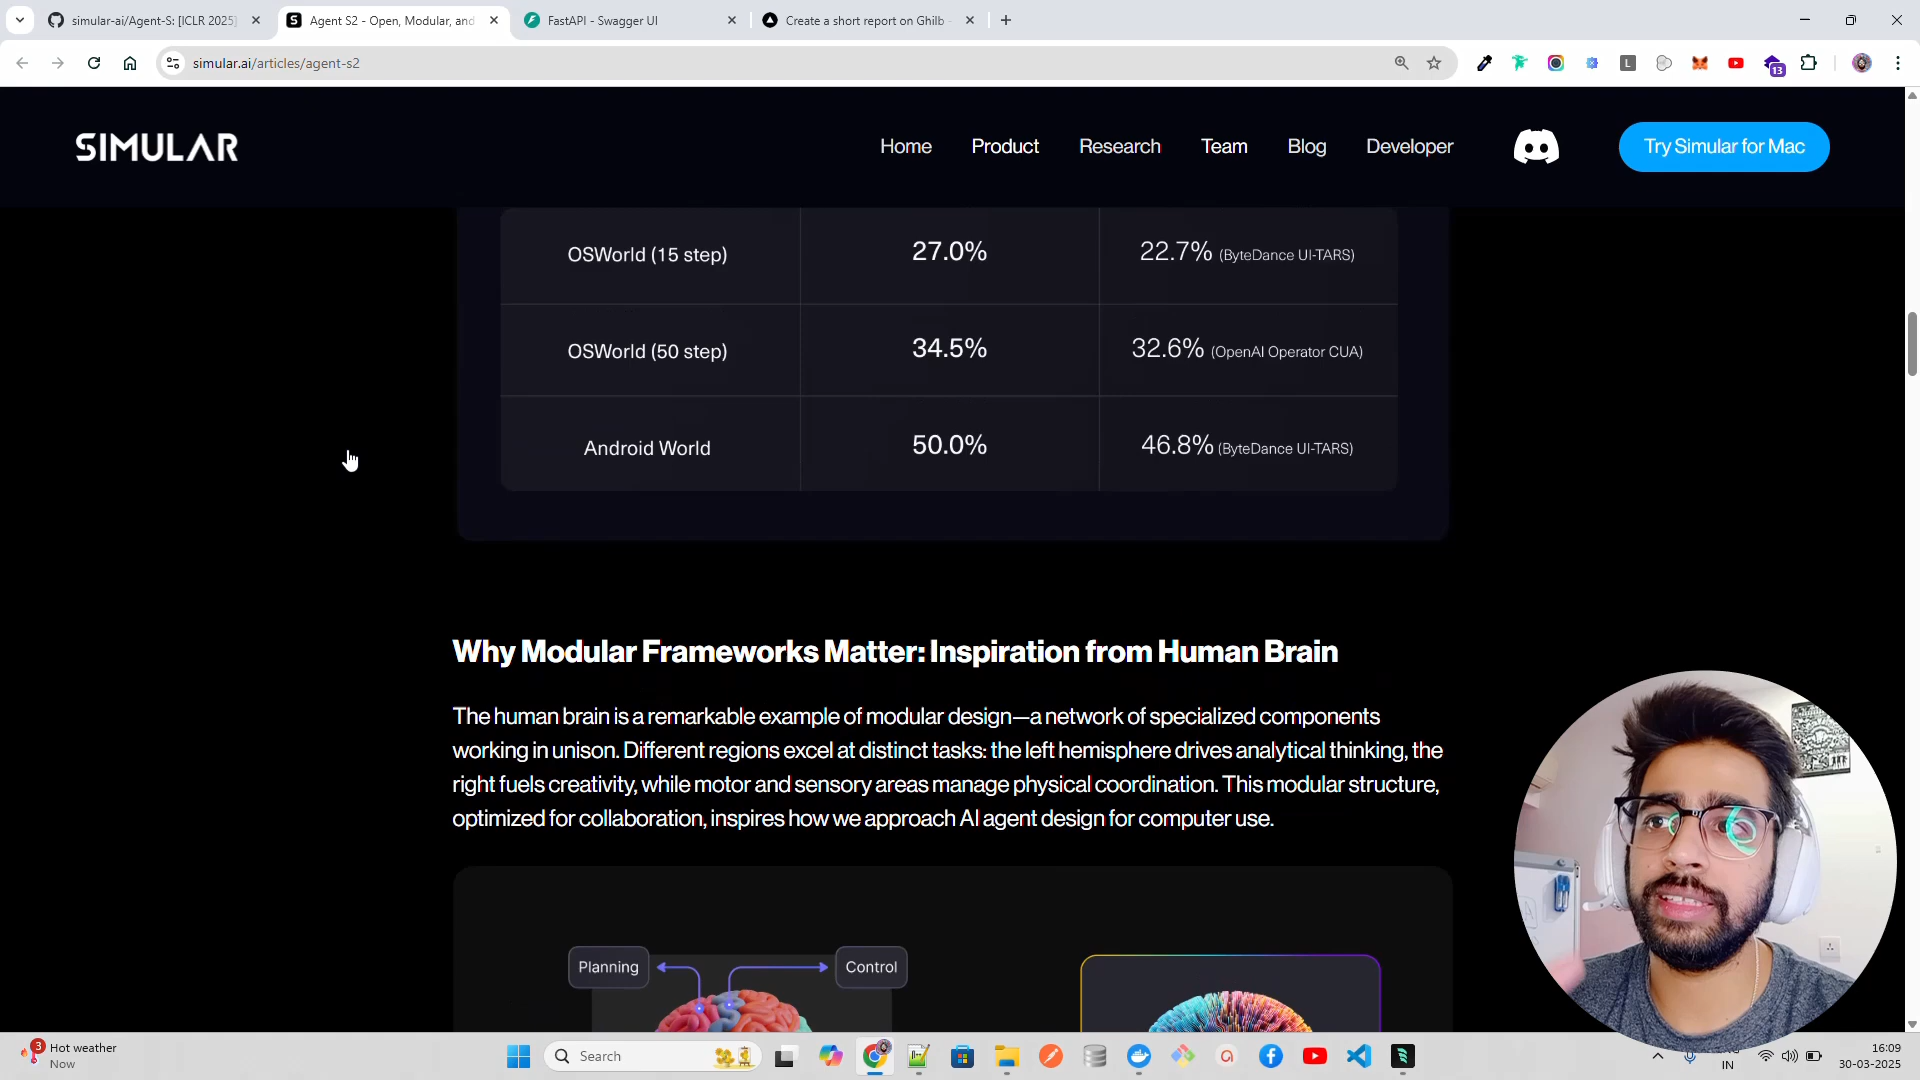 simular-ai/Agent-S: [ICLR 2025]
Agent S2 - Open, Modular, and
FastAPI - Swagger UI
Create a short report on Ghilb
simular.ai/articles/agent-s2
L
13
SIMULAR
Home
Product
Research
Team
Blog
Developer
Try Simular for Mac
OSWorld (15 step)
27.0%
22.7% (ByteDance UI-TARS)
OSWorld (50 step)
34.5%
32.6% (OpenAI Operator CUA)
Android World
50.0%
46.8% (ByteDance UI-TARS)
Why Modular Frameworks Matter: Inspiration from Human Brain
The human brain is a remarkable example of modular design—a network of specialized components
working in unison. Different regions excel at distinct tasks: the left hemisphere drives analytical thinking, the
right fuels creativity, while motor and sensory areas manage physical coordination. This modular structure,
optimized for collaboration, inspires how we approach AI agent design for computer use.
Planning
Control
3
Hot weather
Now
Search
IN
16:09
30-03-2025